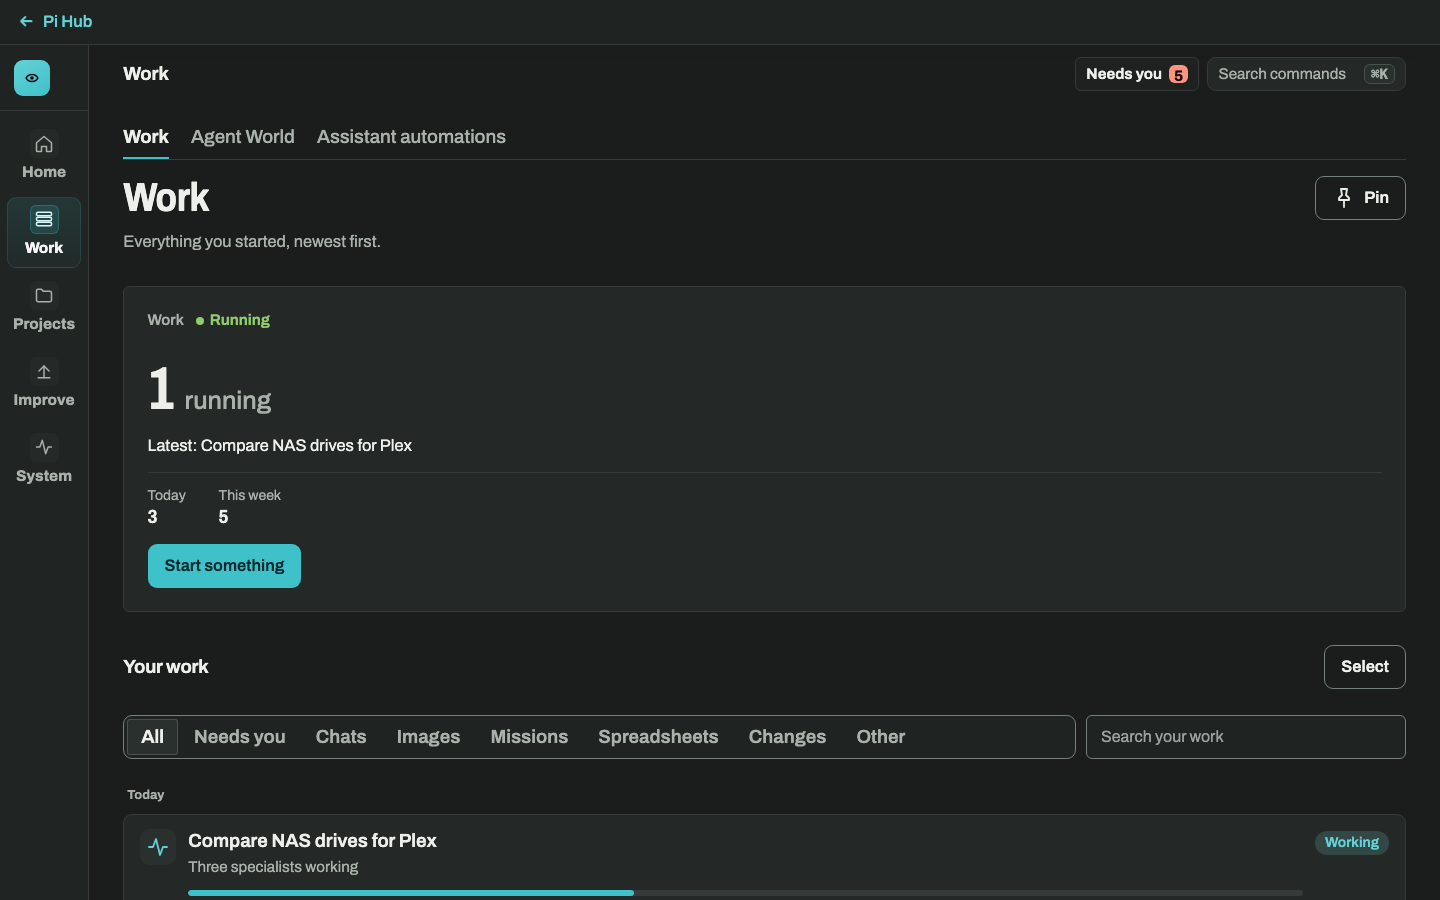 Pi Hub
Work
Needs you 5
Search commands ⌘K
Home
Work
Projects
Improve
System
Work Agent World Assistant automations
Work
Pin
Everything you started, newest first.
Work Running
1 running
Latest: Compare NAS drives for Plex
Today This week
3 5
Start something
Your work
Select
All Needs you Chats Images Missions Spreadsheets Changes Other
Search your work
Today
Compare NAS drives for Plex
Working
Three specialists working